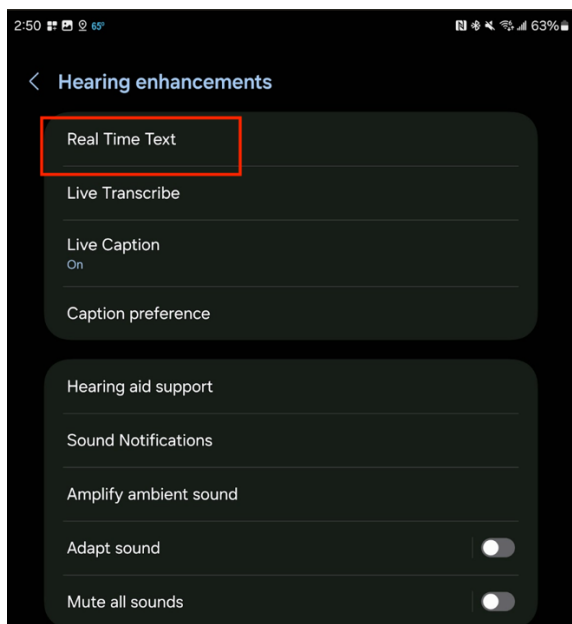 2:50 65°
63%
Hearing enhancements
Real Time Text
Live Transcribe
Live Caption
On
Caption preference
Hearing aid support
Sound Notifications
Amplify ambient sound
Adapt sound
Mute all sounds